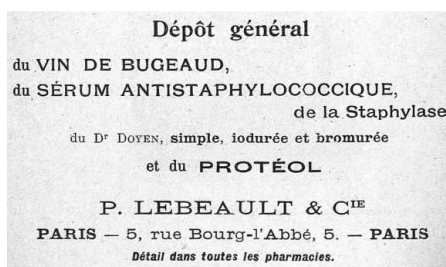 Dépôt général
du VIN DE BUGEAUD,
du SÉRUM ANTISTAPHYLOCOCCIQUE,
de la Staphylase
du Dr DOYEN, simple, iodurée et bromurée
et du PROTÉOL
P. LEBEAULT & CIE
PARIS — 5, rue Bourg-l'Abbé, 5. — PARIS
Détail dans toutes les pharmacies.